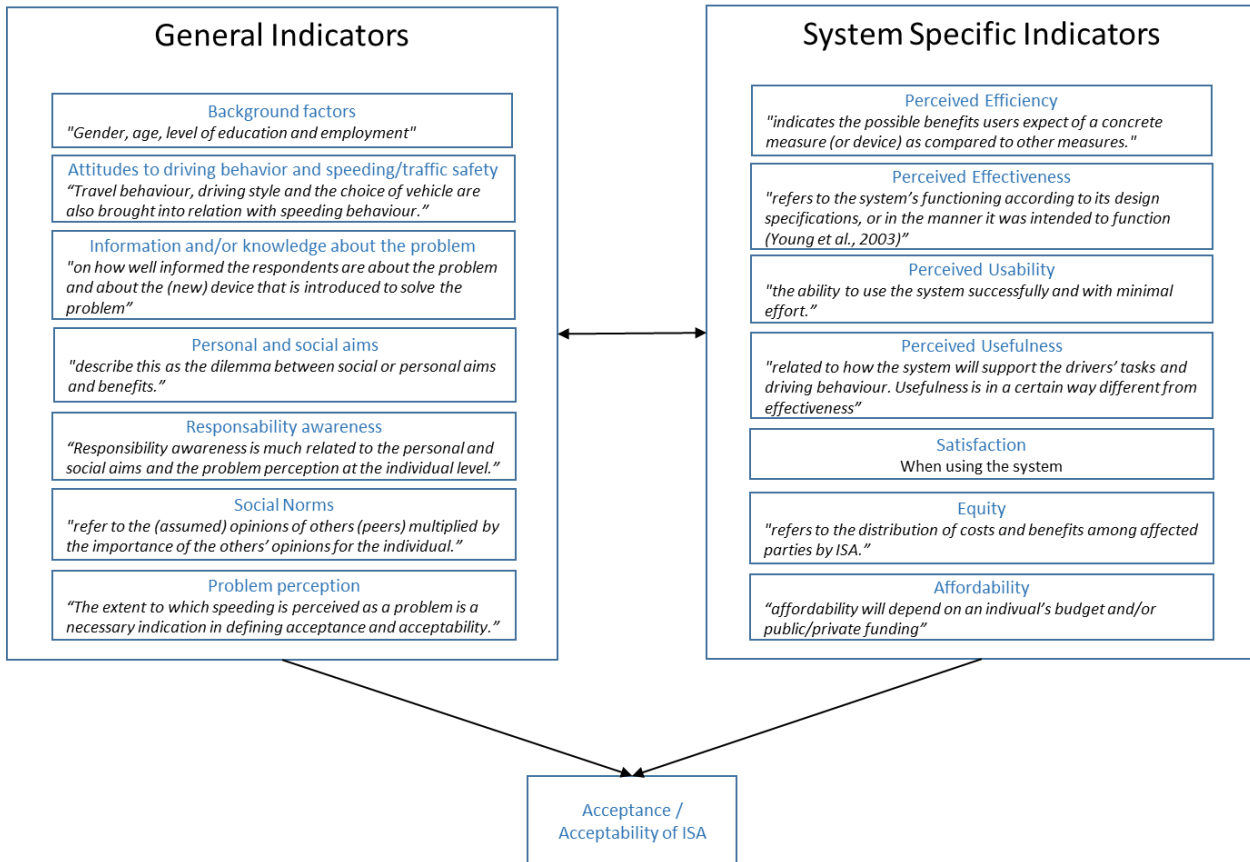 General Indicators
Background factors
"Gender, age, level of education and employment"
Attitudes to driving behavior and speeding/traffic safety
“Travel behaviour, driving style and the choice of vehicle are
also brought into relation with speeding behaviour.”
Information and/or knowledge about the problem
"on how well informed the respondents are about the problem
and about the (new) device that is introduced to solve the
problem”
Personal and social aims
"describe this as the dilemma between social or personal aims
and benefits.”
Responsability awareness
“Responsibility awareness is much related to the personal and
social aims and the problem perception at the individual level.”
Social Norms
"refer to the (assumed) opinions of others (peers) multiplied by
the importance of the others’ opinions for the individual.”
Problem perception
“The extent to which speeding is perceived as a problem is a
necessary indication in defining acceptance and acceptability.”
System Specific Indicators
Perceived Efficiency
"indicates the possible benefits users expect of a concrete
measure (or device) as compared to other measures."
Perceived Effectiveness
"refers to the system’s functioning according to its design
specifications, or in the manner it was intended to function
(Young et al., 2003)”
Perceived Usability
"the ability to use the system successfully and with minimal
effort.”
Perceived Usefulness
"related to how the system will support the drivers’ tasks and
driving behaviour. Usefulness is in a certain way different from
effectiveness”
Satisfaction
When using the system
Equity
"refers to the distribution of costs and benefits among affected
parties by ISA.”
Affordability
“affordability will depend on an indivual’s budget and/or
public/private funding”
Acceptance /
Acceptability of ISA